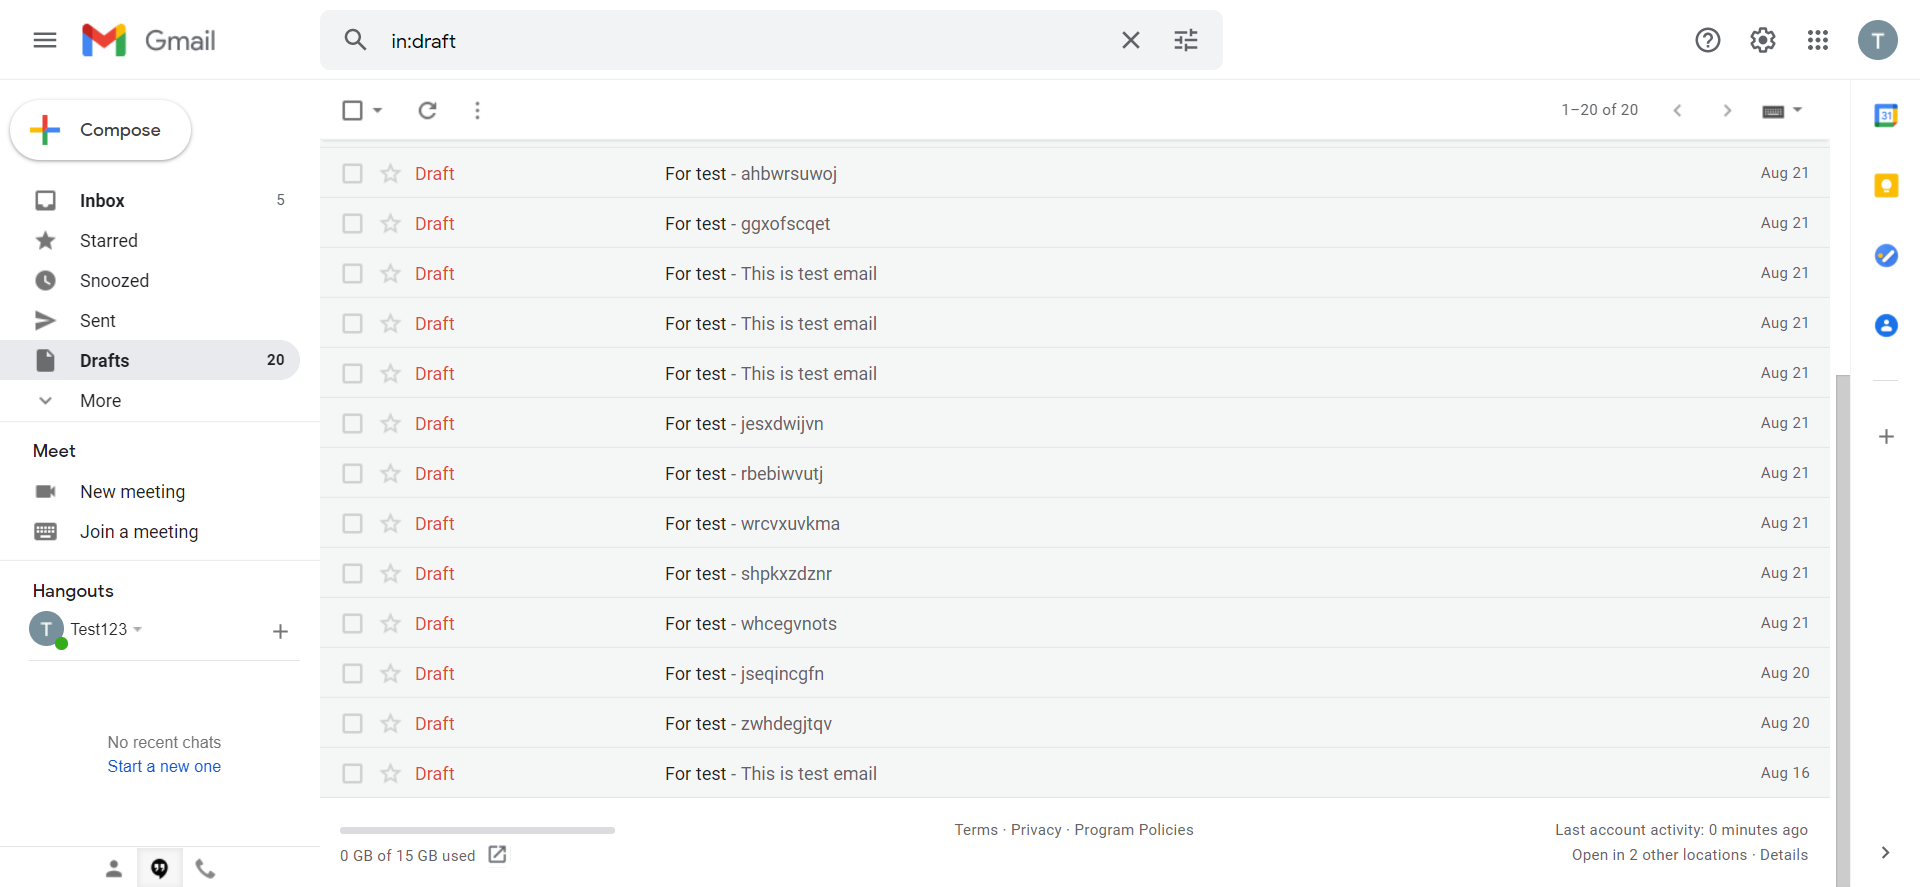 Gmail
in:draft
T
Compose
1–20 of 20
31
Inbox 5
Starred
Snoozed
Sent
Drafts 20
More
Meet
New meeting
Join a meeting
Hangouts
T Test123
No recent chats
Start a new one
Draft For test - ahbwrsuwoj Aug 21
Draft For test - ggxofscqet Aug 21
Draft For test - This is test email Aug 21
Draft For test - This is test email Aug 21
Draft For test - This is test email Aug 21
Draft For test - jesxdwijvn Aug 21
Draft For test - rbebiwvutj Aug 21
Draft For test - wrcvxuvkma Aug 21
Draft For test - shpkxzdznr Aug 21
Draft For test - whcegvnots Aug 21
Draft For test - jseqincgfn Aug 20
Draft For test - zwhdegjtqv Aug 20
Draft For test - This is test email Aug 16
0 GB of 15 GB used
Terms · Privacy · Program Policies
Last account activity: 0 minutes ago
Open in 2 other locations · Details